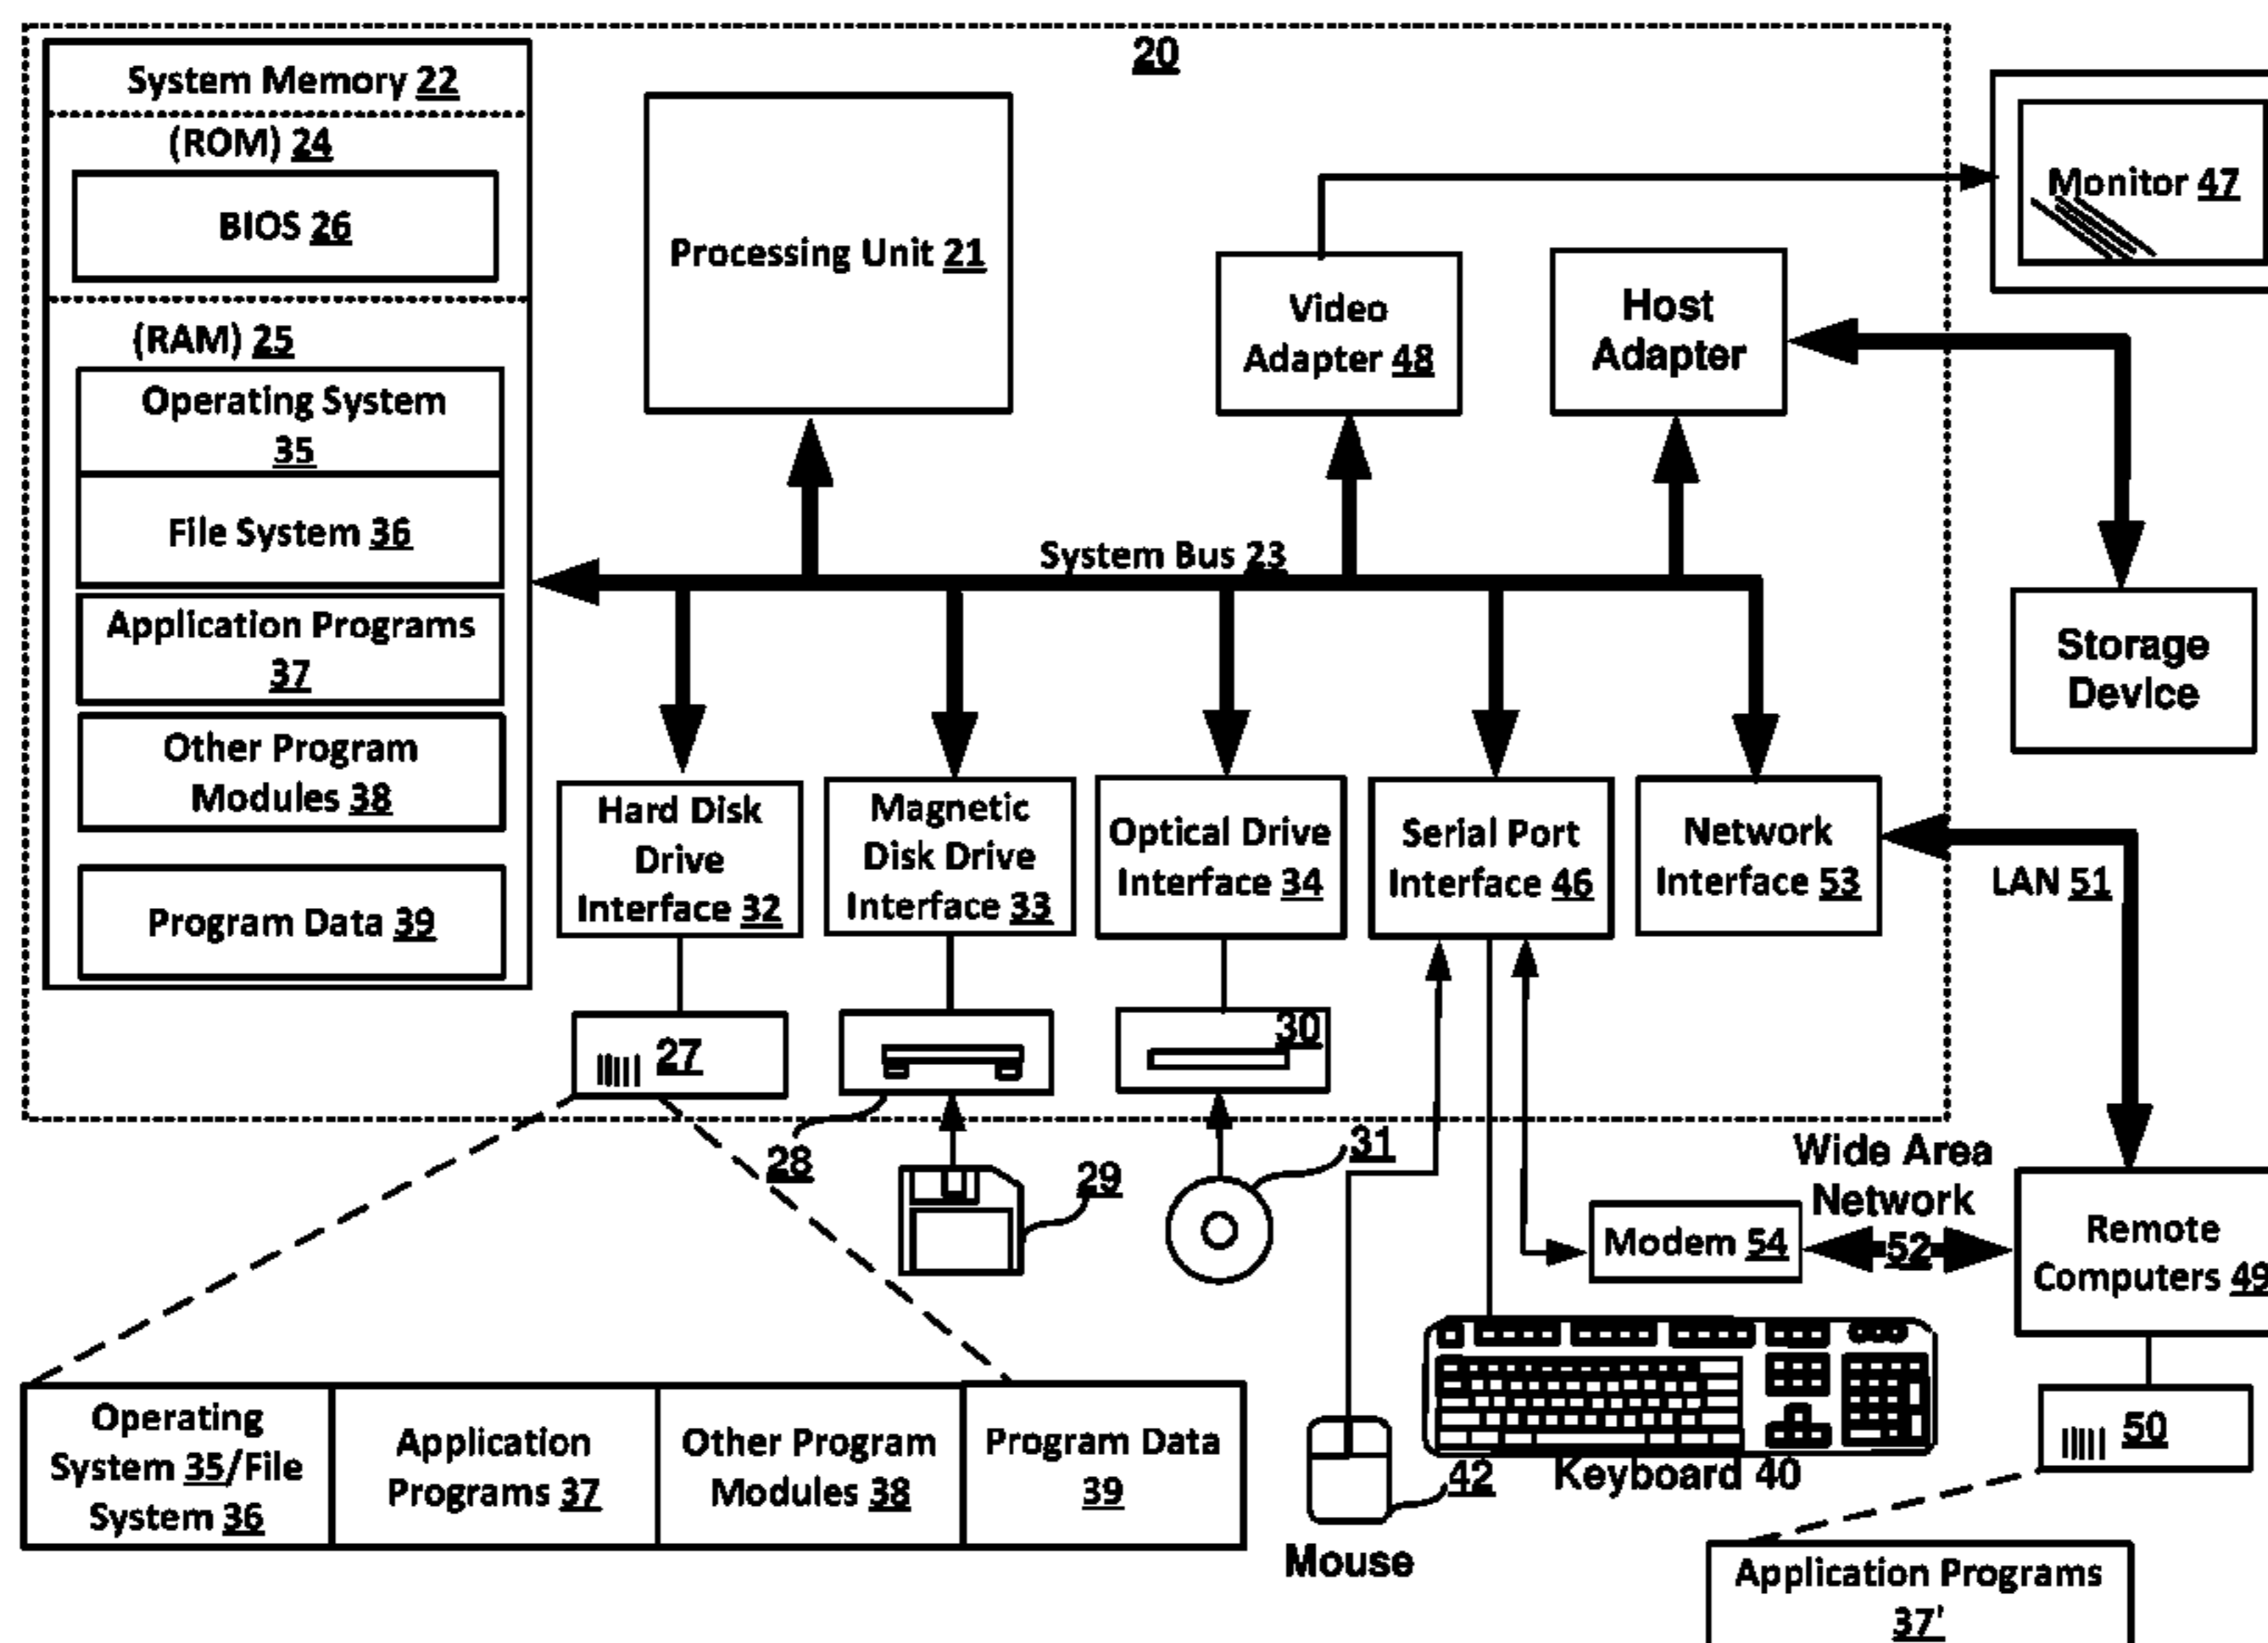 20
System Memory 22
(ROM) 24
BIOS 26
(RAM) 25
Operating System
35
File System 36
Application Programs
37
Other Program
Modules 38
Program Data 39
Processing Unit 21
Video
Adapter 48
Host
Adapter
Monitor 47
System Bus 23
Storage
Device
Hard Disk
Drive
Interface 32
Magnetic
Disk Drive
Interface 33
Optical Drive
Interface 34
Serial Port
Interface 46
Network
Interface 53
LAN 51
27
28
29
30
31
Wide Area
Network
52
Modem 54
Remote
Computers 49
50
Operating
System 35/File
System 36
Application
Programs 37
Other Program
Modules 38
Program Data
39
42
Mouse
Keyboard 40
Application Programs
37'